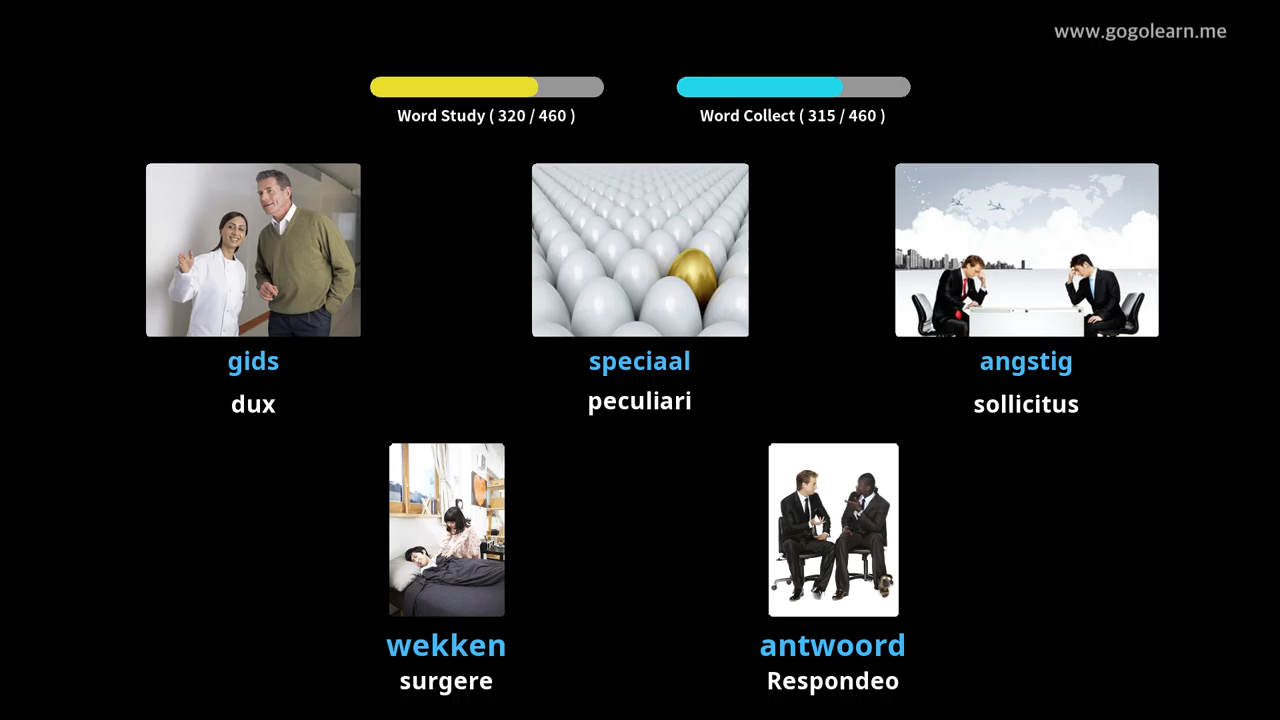 www.gogolearn.me
Word Study ( 320 / 460 )
Word Collect ( 315 / 460 )
gids
speciaal
angstig
dux
peculiari
sollicitus
wekken
antwoord
surgere
Respondeo